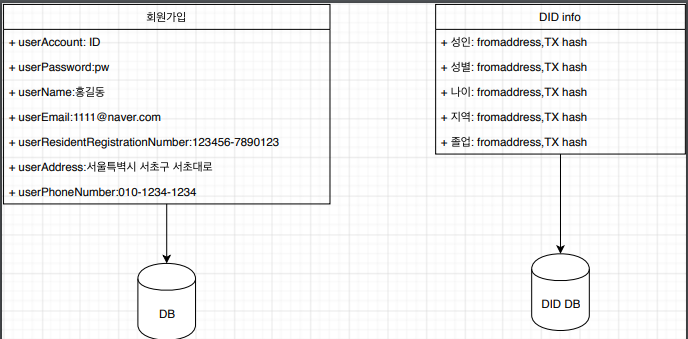 회원가입
+ userAccount: ID
+ userPassword:pw
+ userName:홍길동
+ userEmail:1111@naver.com
+ userResidentRegistrationNumber:123456-7890123
+ userAddress:서울특벽시 서초구 서초대로
+ userPhoneNumber:010-1234-1234
DB
DID info
+ 성인: fromaddress,TX hash
+ 성별: fromaddress,TX hash
+ 나이: fromaddress,TX hash
+ 지역: fromaddress,TX hash
+ 졸업: fromaddress,TX hash
DID DB